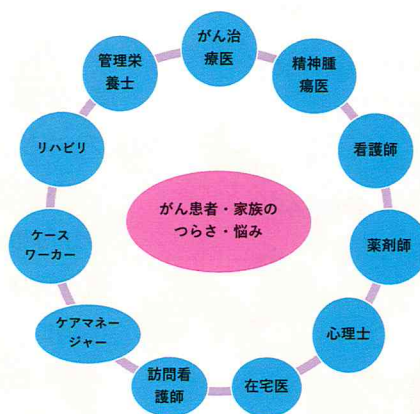 がん治
療医
精神腫
瘍医
看護師
薬剤師
心理士
在宅医
訪問看
護師
ケアマネー
ジャー
ケース
ワーカー
リハビリ
管理栄
養士
がん患者・家族の
つらさ・悩み